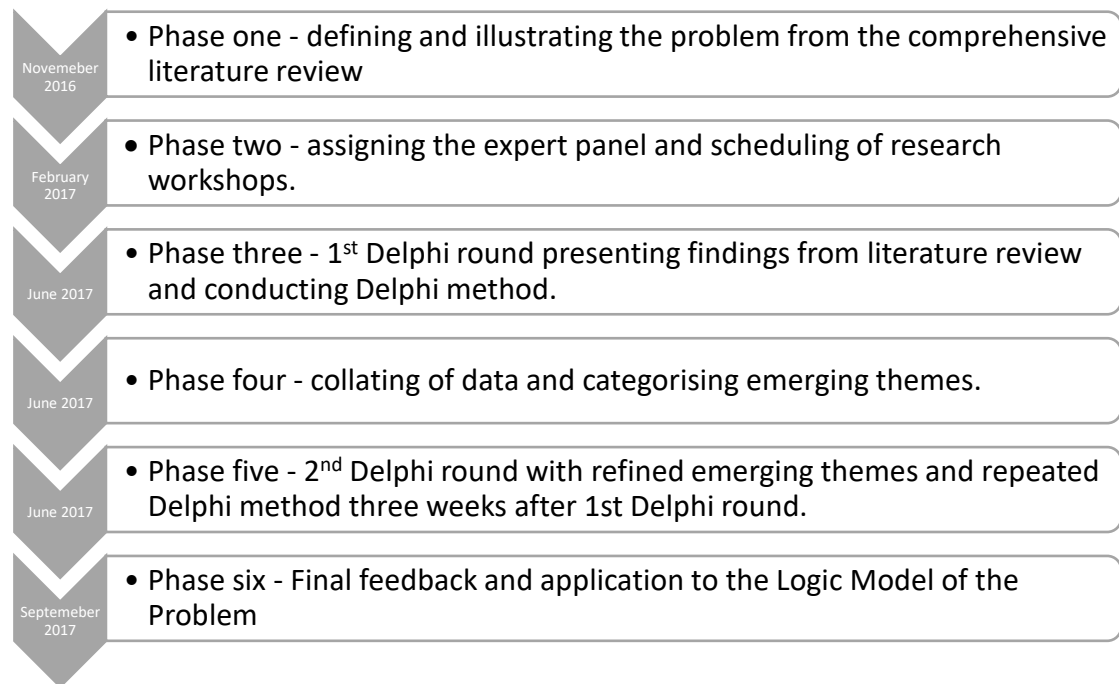 Novemeber
2016
• Phase one - defining and illustrating the problem from the comprehensive
literature review
February
2017
• Phase two - assigning the expert panel and scheduling of research
workshops.
June 2017
• Phase three - 1st Delphi round presenting findings from literature review
and conducting Delphi method.
June 2017
• Phase four - collating of data and categorising emerging themes.
June 2017
• Phase five - 2nd Delphi round with refined emerging themes and repeated
Delphi method three weeks after 1st Delphi round.
Septemeber
2017
• Phase six - Final feedback and application to the Logic Model of the
Problem